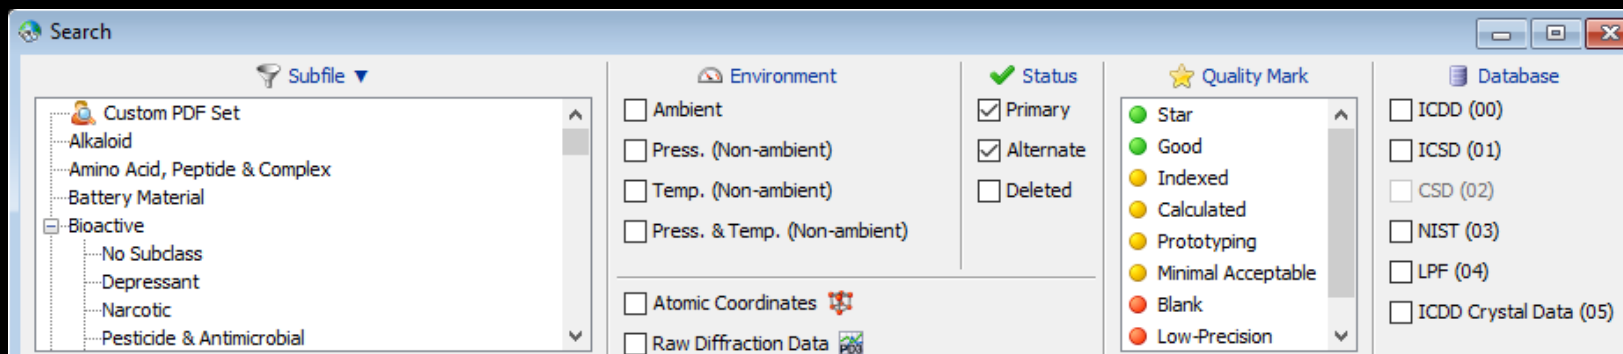 Search
Subfile ▼
Custom PDF Set
Alkaloid
Amino Acid, Peptide & Complex
Battery Material
Bioactive
No Subclass
Depressant
Narcotic
Pesticide & Antimicrobial
Environment
Ambient
Press. (Non-ambient)
Temp. (Non-ambient)
Press. & Temp. (Non-ambient)
Atomic Coordinates
Raw Diffraction Data
PD3
Status
Primary
Alternate
Deleted
Quality Mark
Star
Good
Indexed
Calculated
Prototyping
Minimal Acceptable
Blank
Low-Precision
Database
ICDD (00)
ICSD (01)
CSD (02)
NIST (03)
LPF (04)
ICDD Crystal Data (05)